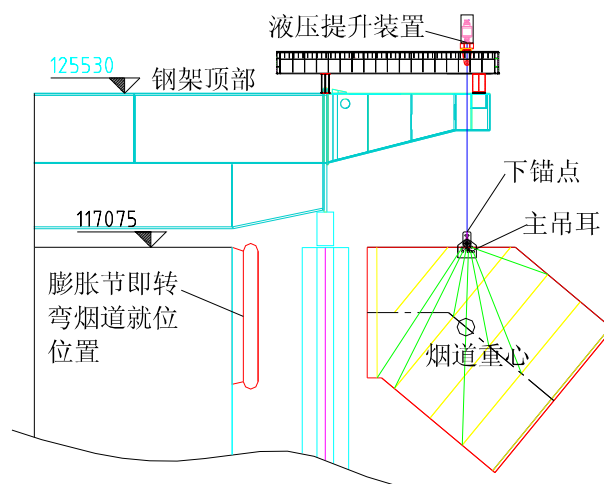 液压提升装置
125530
钢架顶部
下锚点
117075
主吊耳
膨胀节即转
弯烟道就位
位置
烟道重心